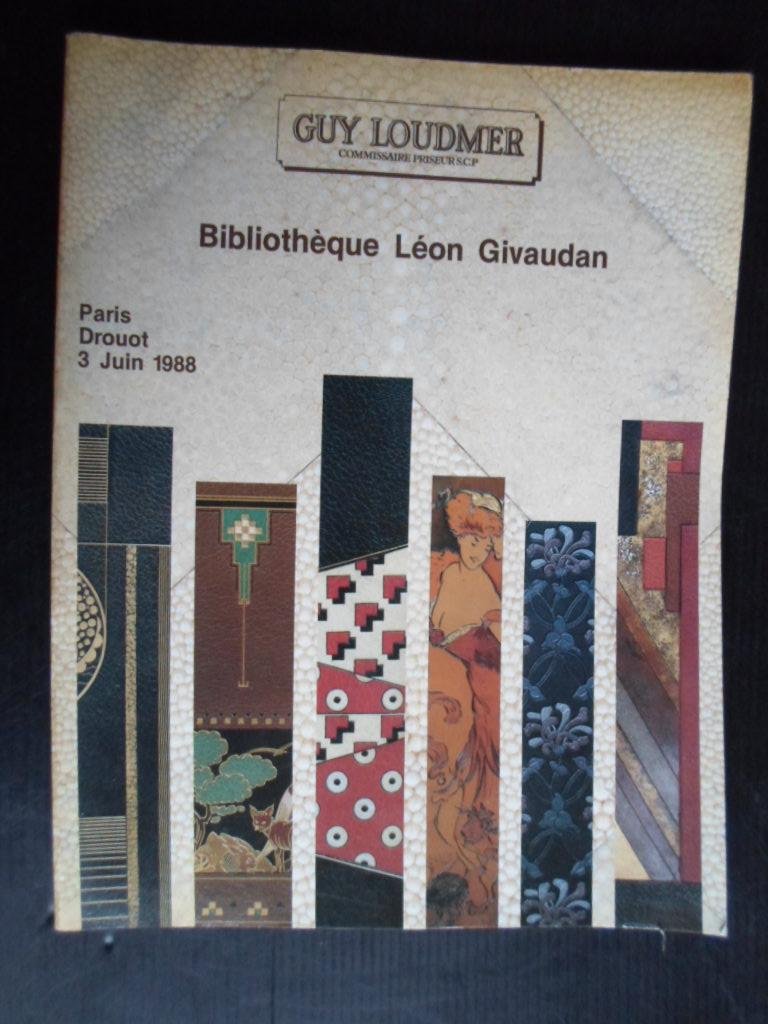 GUY LOUDMER
COMMISSAIRE PRISEUR S.C.P
Bibliothèque Léon Givaudan
Paris
Drouot
3 Juin 1988